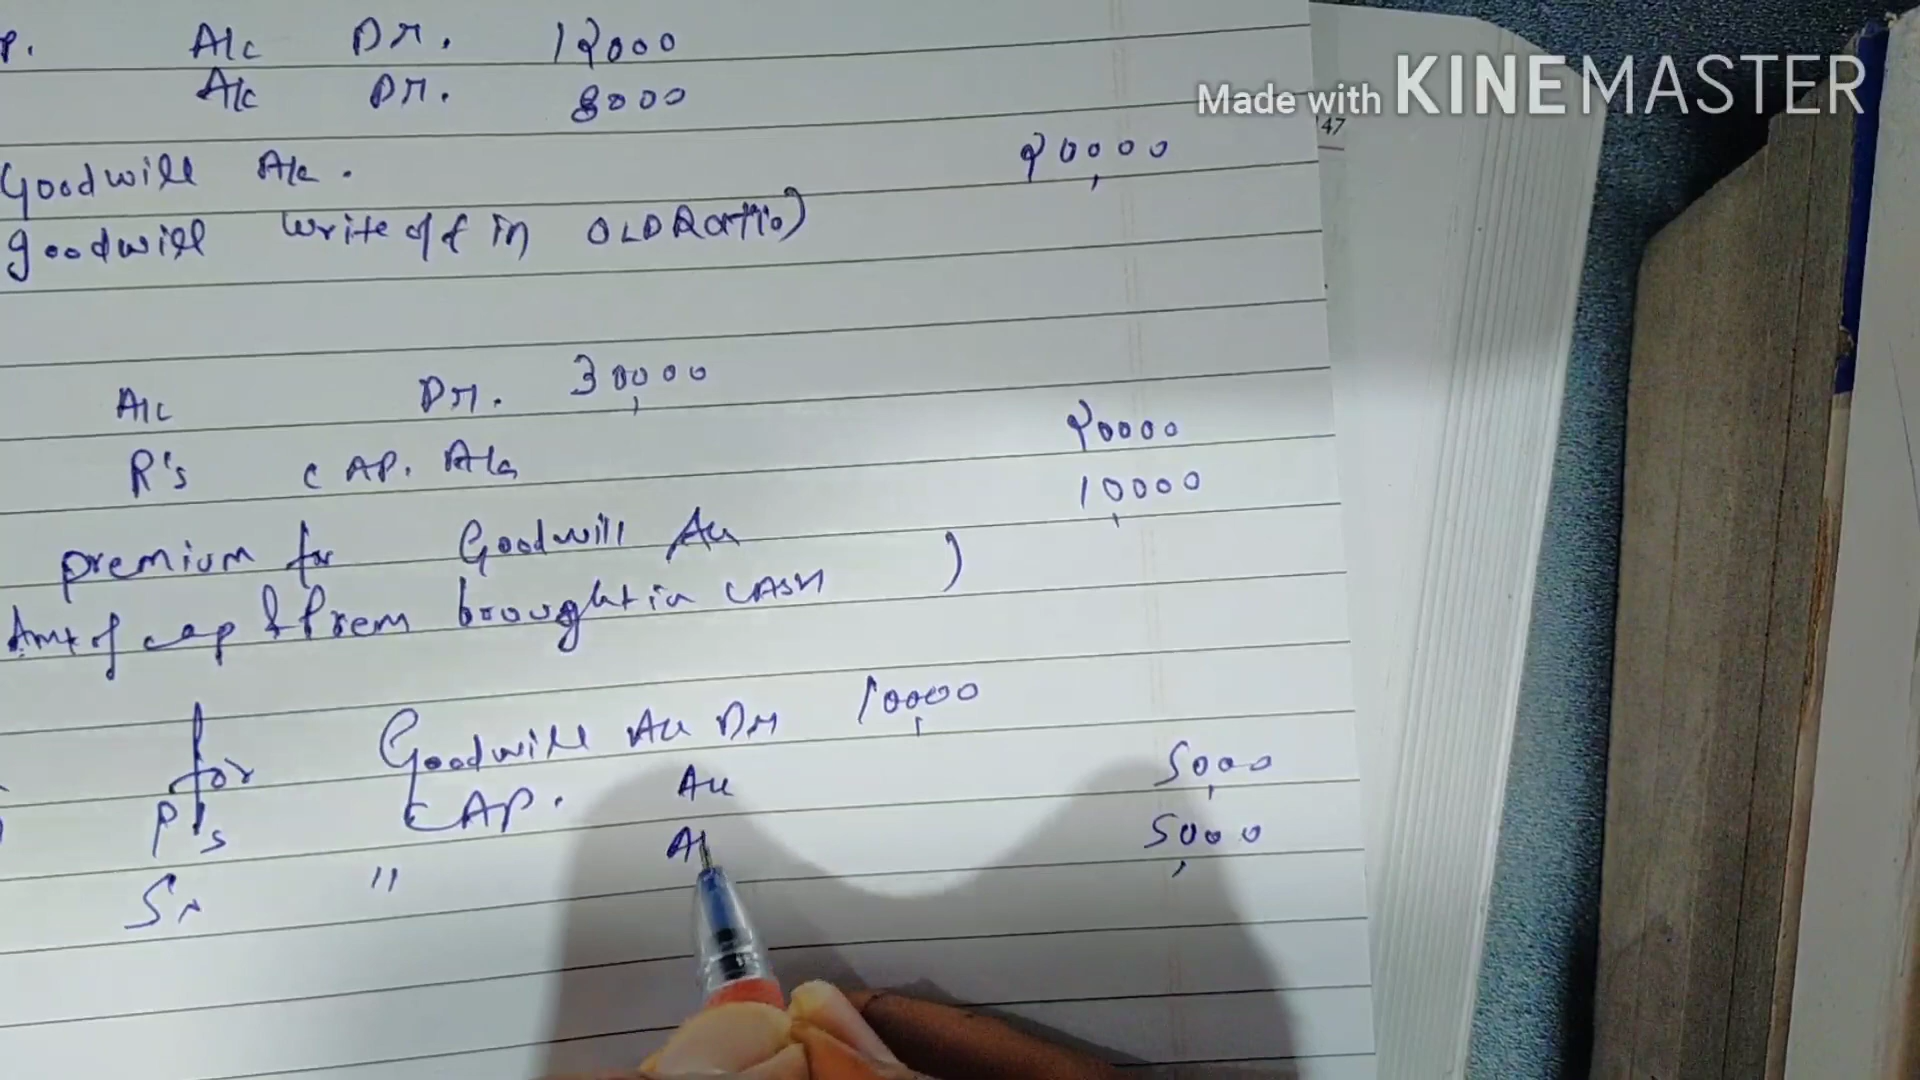 P. A/c Dr. 12000
A/c Dr. 8000
Goodwill A/c. 20000
goodwill write off in OLD Ratio)
A/c Dr. 30000
R's CAP. A/c 20000
premium for Goodwill A/c 10000
Amt of cap & Prem brought in CASH )
for Goodwill A/c Dr 10000
P's CAP. A/c 5000
S's " A/ 5000
Made with KINEMASTER
147